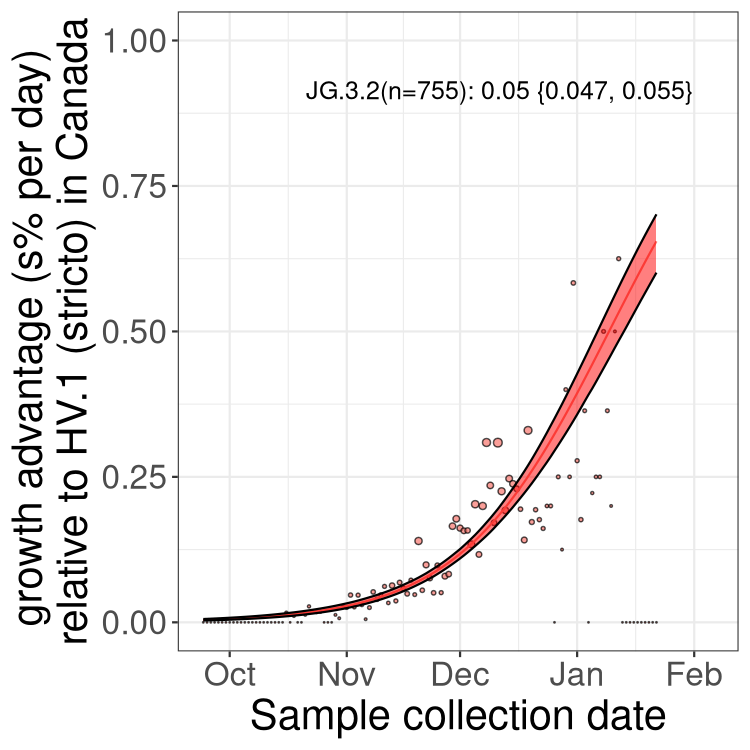 growth advantage (s% per day)
relative to HV.1 (stricto) in Canada
1.00
0.75
0.50
0.25
0.00
JG.3.2(n=755): 0.05 {0.047, 0.055}
Oct Nov Dec Jan Feb
Sample collection date